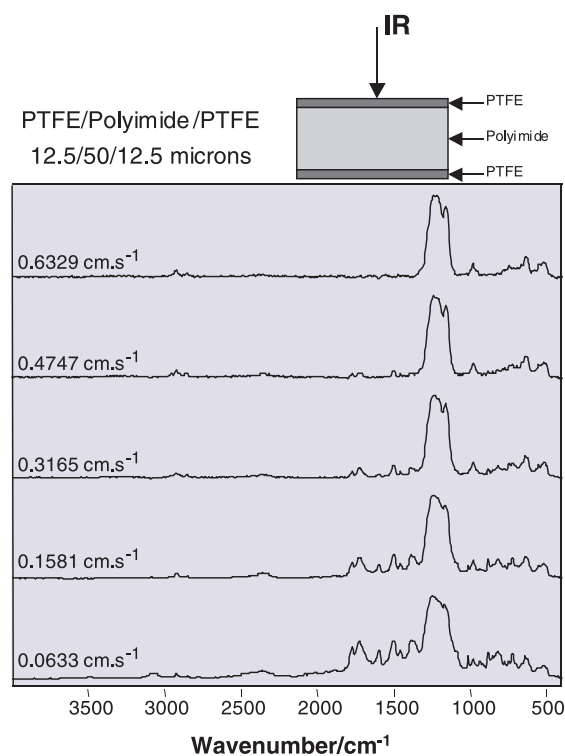 IR
PTFE/Polyimide/PTFE
12.5/50/12.5 microns
PTFE
Polyimide
PTFE
0.6329 cm.s-1
0.4747 cm.s-1
0.3165 cm.s-1
0.1581 cm.s-1
0.0633 cm.s-1
3500 3000 2500 2000 1500 1000 500
Wavenumber/cm-1